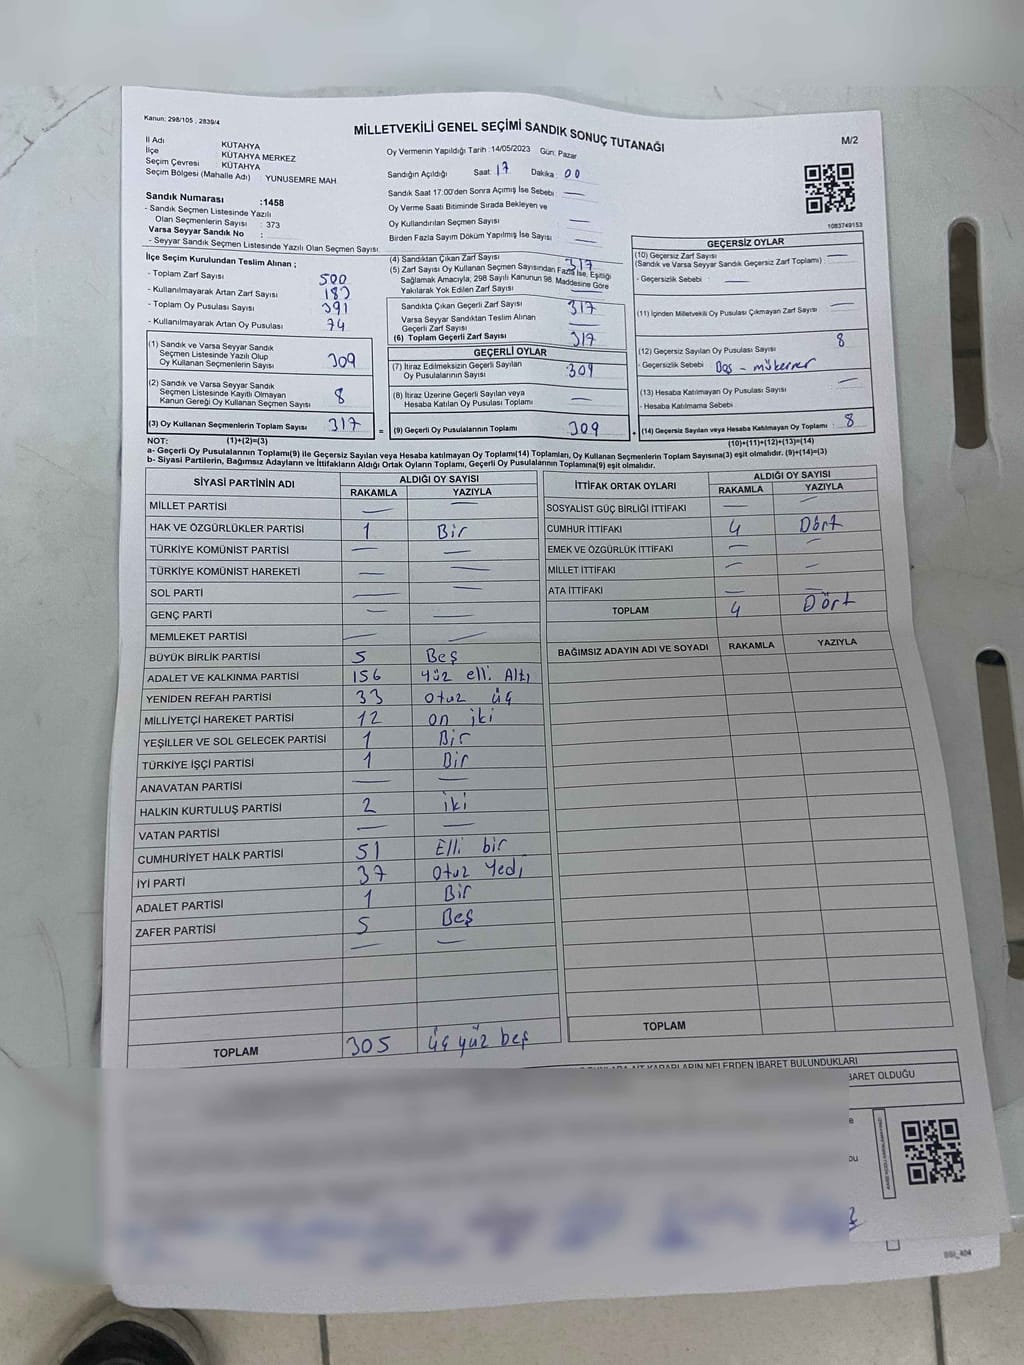 Kanun: 298/105 , 2839/4
MİLLETVEKİLİ GENEL SEÇİMİ SANDIK SONUÇ TUTANAĞI
M/2
İl Adı KÜTAHYA
İlçe : KÜTAHYA MERKEZ
Seçim Çevresi : KÜTAHYA
Seçim Bölgesi (Mahalle Adı) : YUNUSEMRE MAH
Sandık Numarası :1458
- Sandık Seçmen Listesinde Yazılı
Olan Seçmenlerin Sayısı : 373
Varsa Seyyar Sandık No :
- Seyyar Sandık Seçmen Listesinde Yazılı Olan Seçmen Sayısı:
Oy Vermenin Yapıldığı Tarih :14/05/2023 Gün: Pazar
Sandığın Açıldığı Saat 17 Dakika : 00
Sandık Saat 17:00'den Sonra Açımış İse Sebebi : —
Oy Verme Saati Bitiminde Sırada Bekleyen ve
Oy Kullandırılan Seçmen Sayısı —
Birden Fazla Sayım Döküm Yapılmış İse Sayısı —
1083749153
İlçe Seçim Kurulundan Teslim Alınan ;
- Toplam Zarf Sayısı 500
- Kullanılmayarak Artan Zarf Sayısı : 183
- Toplam Oy Pusulası Sayısı : 391
- Kullanılmayarak Artan Oy Pusulası : 74
(4) Sandıktan Çıkan Zarf Sayısı : 317
(5) Zarf Sayısı Oy Kullanan Seçmen Sayısından Fazla İse, Eşitliği
Sağlamak Amacıyla, 298 Sayılı Kanunun 98. Maddesine Göre
Yakılarak Yok Edilen Zarf Sayısı —
Sandıkta Çıkan Geçerli Zarf Sayısı : 317
Varsa Seyyar Sandıktan Teslim Alınan
Geçerli Zarf Sayısı —
(6) Toplam Geçerli Zarf Sayısı : 317
GEÇERSİZ OYLAR
(10) Geçersiz Zarf Sayısı : —
(Sandık ve Varsa Seyyar Sandık Geçersiz Zarf Toplamı)
- Geçersizlik Sebebi : —
(11) İçinden Milletvekili Oy Pusulası Çıkmayan Zarf Sayısı : —
(12) Geçersiz Sayılan Oy Pusulası Sayısı 8
- Geçersizlik Sebebi : Boş - mükerrer
(13) Hesaba Katılmayan Oy Pusulası Sayısı : —
- Hesaba Katılmama Sebebi :
(14) Geçersiz Sayılan veya Hesaba Katılmayan Oy Toplamı : 8
(1) Sandık ve Varsa Seyyar Sandık
Seçmen Listesinde Yazılı Olup
Oy Kullanan Seçmenlerin Sayısı 309
(2) Sandık ve Varsa Seyyar Sandık
Seçmen Listesinde Kayıtlı Olmayan
Kanun Gereği Oy Kullanan Seçmen Sayısı 8
(3) Oy Kullanan Seçmenlerin Toplam Sayısı 317
GEÇERLİ OYLAR
(7) İtiraz Edilmeksizin Geçerli Sayılan
Oy Pusulalarının Sayısı : 309
(8) İtiraz Üzerine Geçerli Sayılan veya
Hesaba Katılan Oy Pusulası Toplamı : —
= (9) Geçerli Oy Pusulalarının Toplamı 309 +
NOT: (1)+(2)=(3)
(10)+(11)+(12)+(13)=(14)
a- Geçerli Oy Pusulaları Toplamı(9) ile Geçersiz Sayılan veya Hesaba katılmayan Oy Toplamı(14) Toplamları, Oy Kullanan Seçmenlerin Toplam Sayısına(3) eşit olmalıdır. (9)+(14)=(3)
b- Siyasi Partilerin, Bağımsız Adayların ve İttifakların Aldığı Ortak Oyların Toplamı, Geçerli Oy Pusulalarının Toplamına(9) eşit olmalıdır.
SİYASİ PARTİNİN ADI ALDIĞI OY SAYISI
RAKAMLA YAZIYLA
MİLLET PARTİSİ — —
HAK VE ÖZGÜRLÜKLER PARTİSİ 1 Bir
TÜRKİYE KOMÜNİST PARTİSİ — —
TÜRKİYE KOMÜNİST HAREKETİ — —
SOL PARTİ — —
GENÇ PARTİ — —
MEMLEKET PARTİSİ — —
BÜYÜK BİRLİK PARTİSİ 5 Beş
ADALET VE KALKINMA PARTİSİ 156 yüz elli Altı
YENİDEN REFAH PARTİSİ 33 otuz üç
MİLLİYETÇİ HAREKET PARTİSİ 12 on iki
YEŞİLLER VE SOL GELECEK PARTİSİ 1 Bir
TÜRKİYE İŞÇİ PARTİSİ 1 Bir
ANAVATAN PARTİSİ — —
HALKIN KURTULUŞ PARTİSİ 2 iki
VATAN PARTİSİ — —
CUMHURİYET HALK PARTİSİ 51 Elli bir
İYİ PARTİ 37 otuz Yedi
ADALET PARTİSİ 1 Bir
ZAFER PARTİSİ 5 Beş
— —
TOPLAM 305 üç yüz beş
İTTİFAK ORTAK OYLARI ALDIĞI OY SAYISI
RAKAMLA YAZIYLA
SOSYALİST GÜÇ BİRLİĞİ İTTİFAKI — —
CUMHUR İTTİFAKI 4 Dört
EMEK VE ÖZGÜRLÜK İTTİFAKI — —
MİLLET İTTİFAKI — —
ATA İTTİFAKI — —
TOPLAM 4 Dört
BAĞIMSIZ ADAYIN ADI VE SOYADI RAKAMLA YAZIYLA
TOPLAM
KARARLARIN NELERDEN İBARET BULUNDUKLARI
BARET OLDUĞU